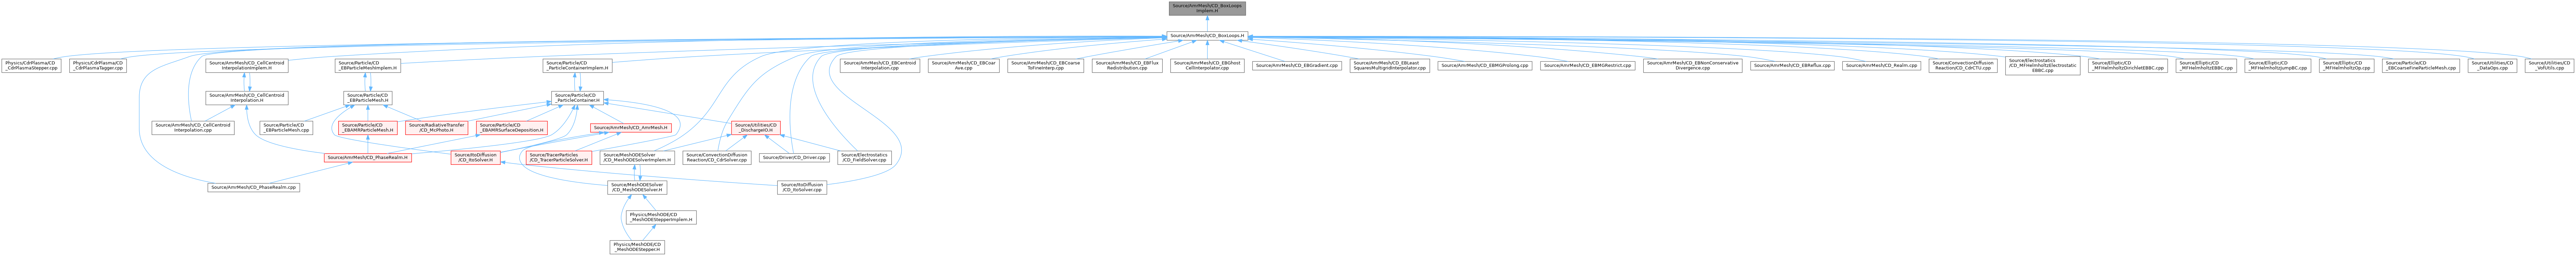 Source/AmrMesh/CD_BoxLoops
Implem.H
Source/AmrMesh/CD_BoxLoops.H
Physics/CdrPlasma/CD
_CdrPlasmaStepper.cpp
Physics/CdrPlasma/CD
_CdrPlasmaTagger.cpp
Source/AmrMesh/CD_CellCentroid
InterpolationImplem.H
Source/Particle/CD
_EBParticleMeshImplem.H
Source/Particle/CD
_ParticleContainerImplem.H
Source/AmrMesh/CD_EBCentroid
Interpolation.cpp
Source/AmrMesh/CD_EBCoar
Ave.cpp
Source/AmrMesh/CD_EBCoarse
ToFineInterp.cpp
Source/AmrMesh/CD_EBFlux
Redistribution.cpp
Source/AmrMesh/CD_EBGhost
CellInterpolator.cpp
Source/AmrMesh/CD_EBGradient.cpp
Source/AmrMesh/CD_EBLeast
SquaresMultigridInterpolator.cpp
Source/AmrMesh/CD_EBMGProlong.cpp
Source/AmrMesh/CD_EBMGRestrict.cpp
Source/AmrMesh/CD_EBNonConservative
Divergence.cpp
Source/AmrMesh/CD_EBReflux.cpp
Source/AmrMesh/CD_Realm.cpp
Source/ConvectionDiffusion
Reaction/CD_CdrCTU.cpp
Source/Electrostatics
/CD_MFHelmholtzElectrostatic
EBBC.cpp
Source/Elliptic/CD
_MFHelmholtzDirichletEBBC.cpp
Source/Elliptic/CD
_MFHelmholtzEBBC.cpp
Source/Elliptic/CD
_MFHelmholtzJumpBC.cpp
Source/Elliptic/CD
_MFHelmholtzOp.cpp
Source/Particle/CD
_EBCoarseFineParticleMesh.cpp
Source/Utilities/CD
_DataOps.cpp
Source/Utilities/CD
_VofUtils.cpp
Source/AmrMesh/CD_CellCentroid
Interpolation.H
Source/Particle/CD
_EBParticleMesh.H
Source/Particle/CD
_ParticleContainer.H
Source/AmrMesh/CD_CellCentroid
Interpolation.cpp
Source/Particle/CD
_EBParticleMesh.cpp
Source/Particle/CD
_EBAMRParticleMesh.H
Source/RadiativeTransfer
/CD_McPhoto.H
Source/Particle/CD
_EBAMRSurfaceDeposition.H
Source/AmrMesh/CD_AmrMesh.H
Source/Utilities/CD
_DischargeIO.H
Source/AmrMesh/CD_PhaseRealm.H
Source/ItoDiffusion
/CD_ItoSolver.H
Source/TracerParticles
/CD_TracerParticleSolver.H
Source/MeshODESolver
/CD_MeshODESolverImplem.H
Source/ConvectionDiffusion
Reaction/CD_CdrSolver.cpp
Source/Driver/CD_Driver.cpp
Source/Electrostatics
/CD_FieldSolver.cpp
Source/AmrMesh/CD_PhaseRealm.cpp
Source/MeshODESolver
/CD_MeshODESolver.H
Source/ItoDiffusion
/CD_ItoSolver.cpp
Physics/MeshODE/CD
_MeshODEStepperImplem.H
Physics/MeshODE/CD
_MeshODEStepper.H